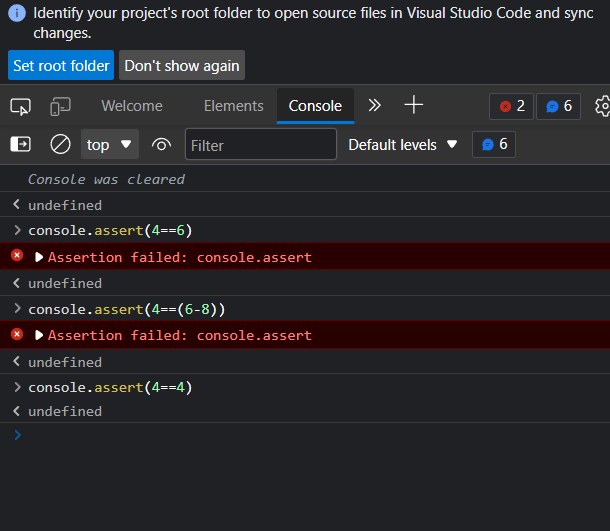 Identify your project's root folder to open source files in Visual Studio Code and sync
changes.
Set root folder Don't show again
Welcome Elements Console 2 6
top Filter Default levels 6
Console was cleared
undefined
console.assert(4==6)
Assertion failed: console.assert
undefined
console.assert(4==(6-8))
Assertion failed: console.assert
undefined
console.assert(4==4)
undefined